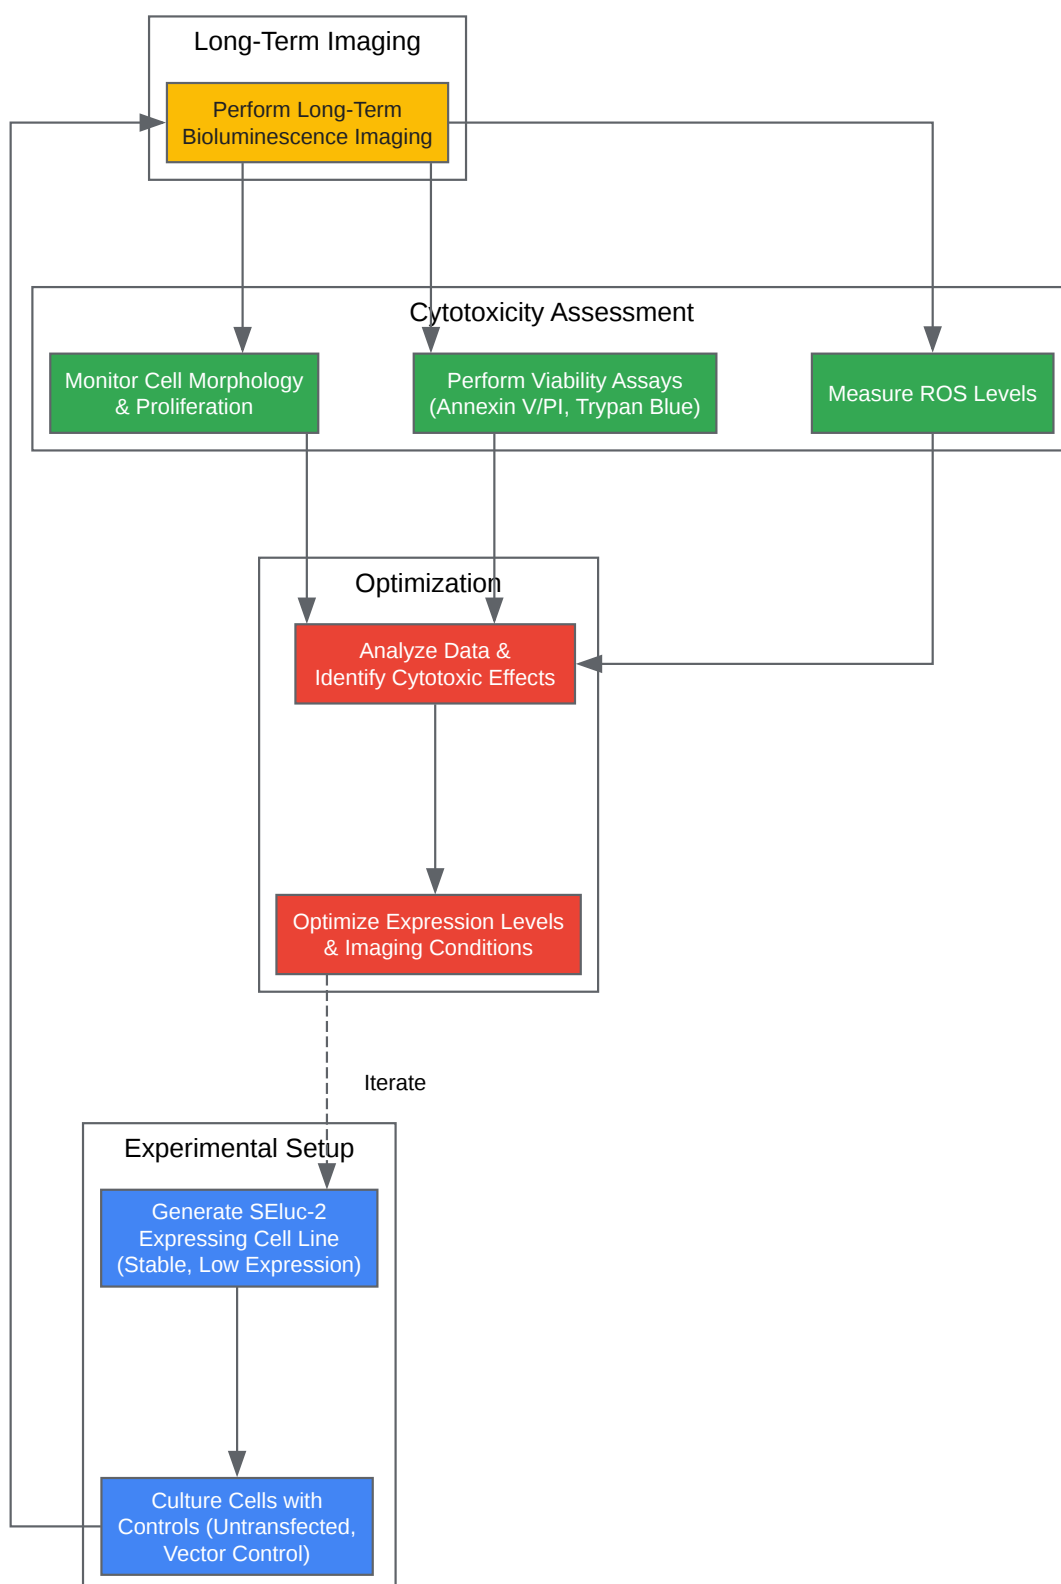 Long-Term Imaging
Perform Long-Term
Bioluminescence Imaging
Cytotoxicity Assessment
Monitor Cell Morphology
& Proliferation
Perform Viability Assays
(Annexin V/PI, Trypan Blue)
Measure ROS Levels
Optimization
Analyze Data &
Identify Cytotoxic Effects
Optimize Expression Levels
& Imaging Conditions
Iterate
Experimental Setup
Generate SEluc-2
Expressing Cell Line
(Stable, Low Expression)
Culture Cells with
Controls (Untransfected,
Vector Control)